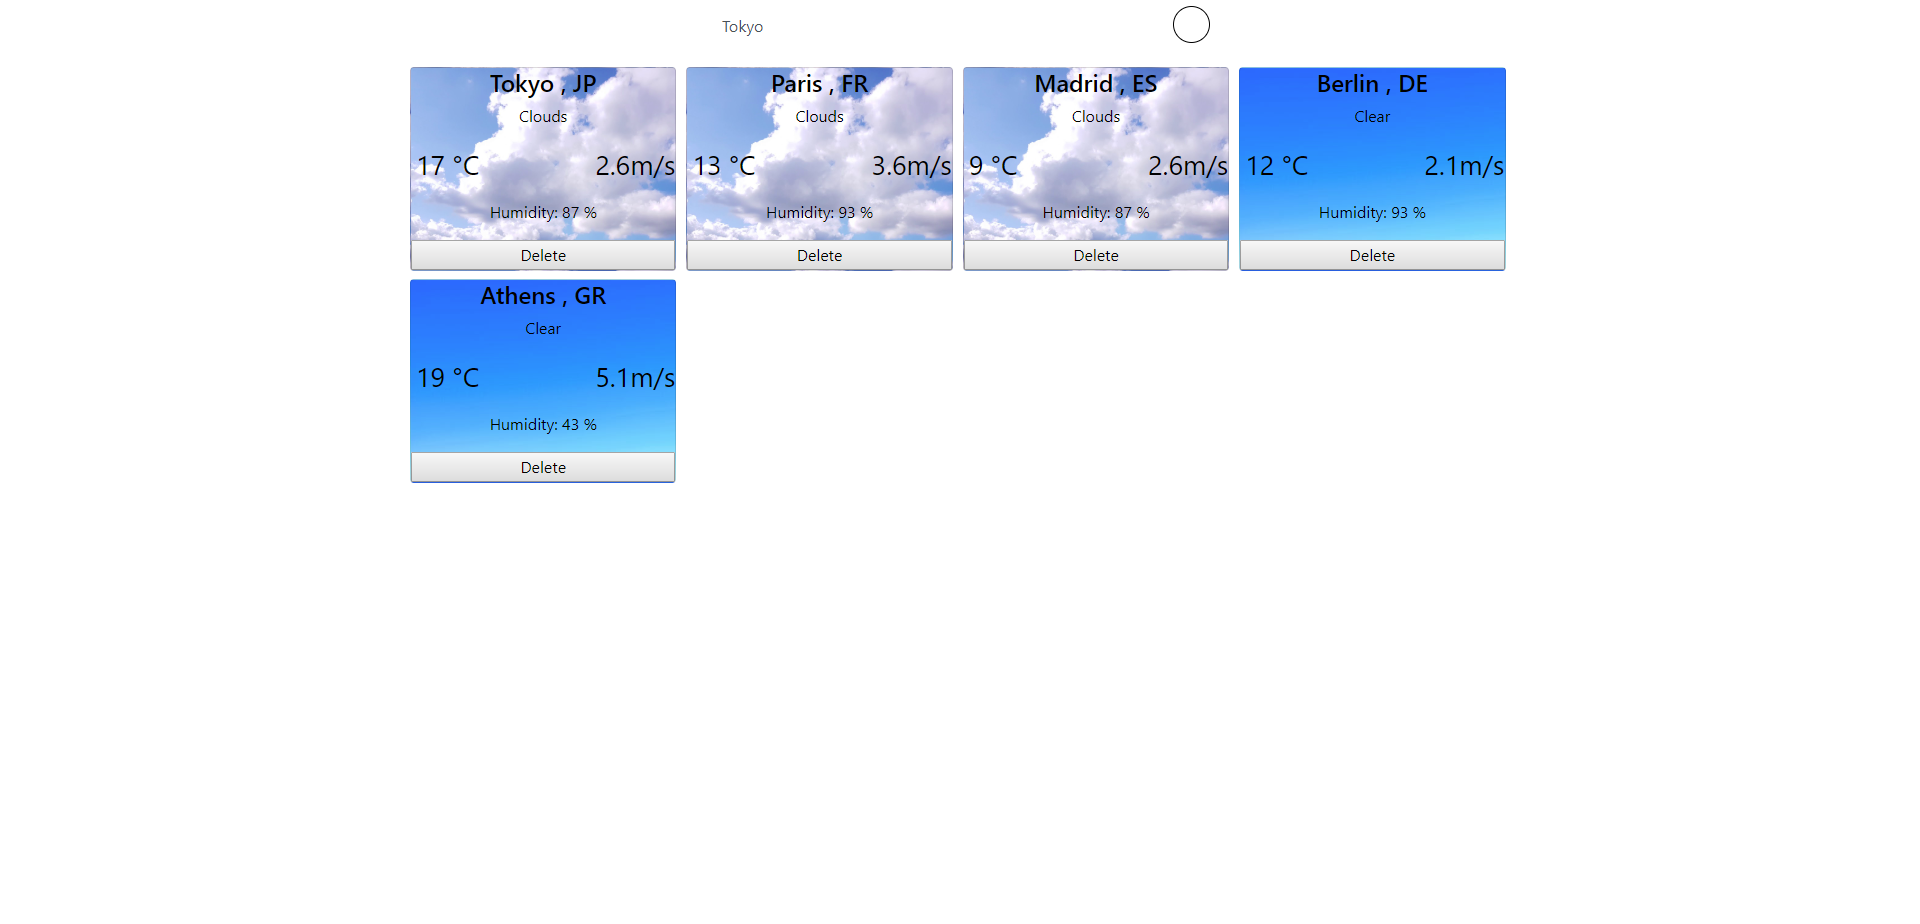 Tokyo
Tokyo , JP
Clouds
17 °C 2.6m/s
Humidity: 87 %
Delete
Paris , FR
Clouds
13 °C 3.6m/s
Humidity: 93 %
Delete
Madrid , ES
Clouds
9 °C 2.6m/s
Humidity: 87 %
Delete
Berlin , DE
Clear
12 °C 2.1m/s
Humidity: 93 %
Delete
Athens , GR
Clear
19 °C 5.1m/s
Humidity: 43 %
Delete